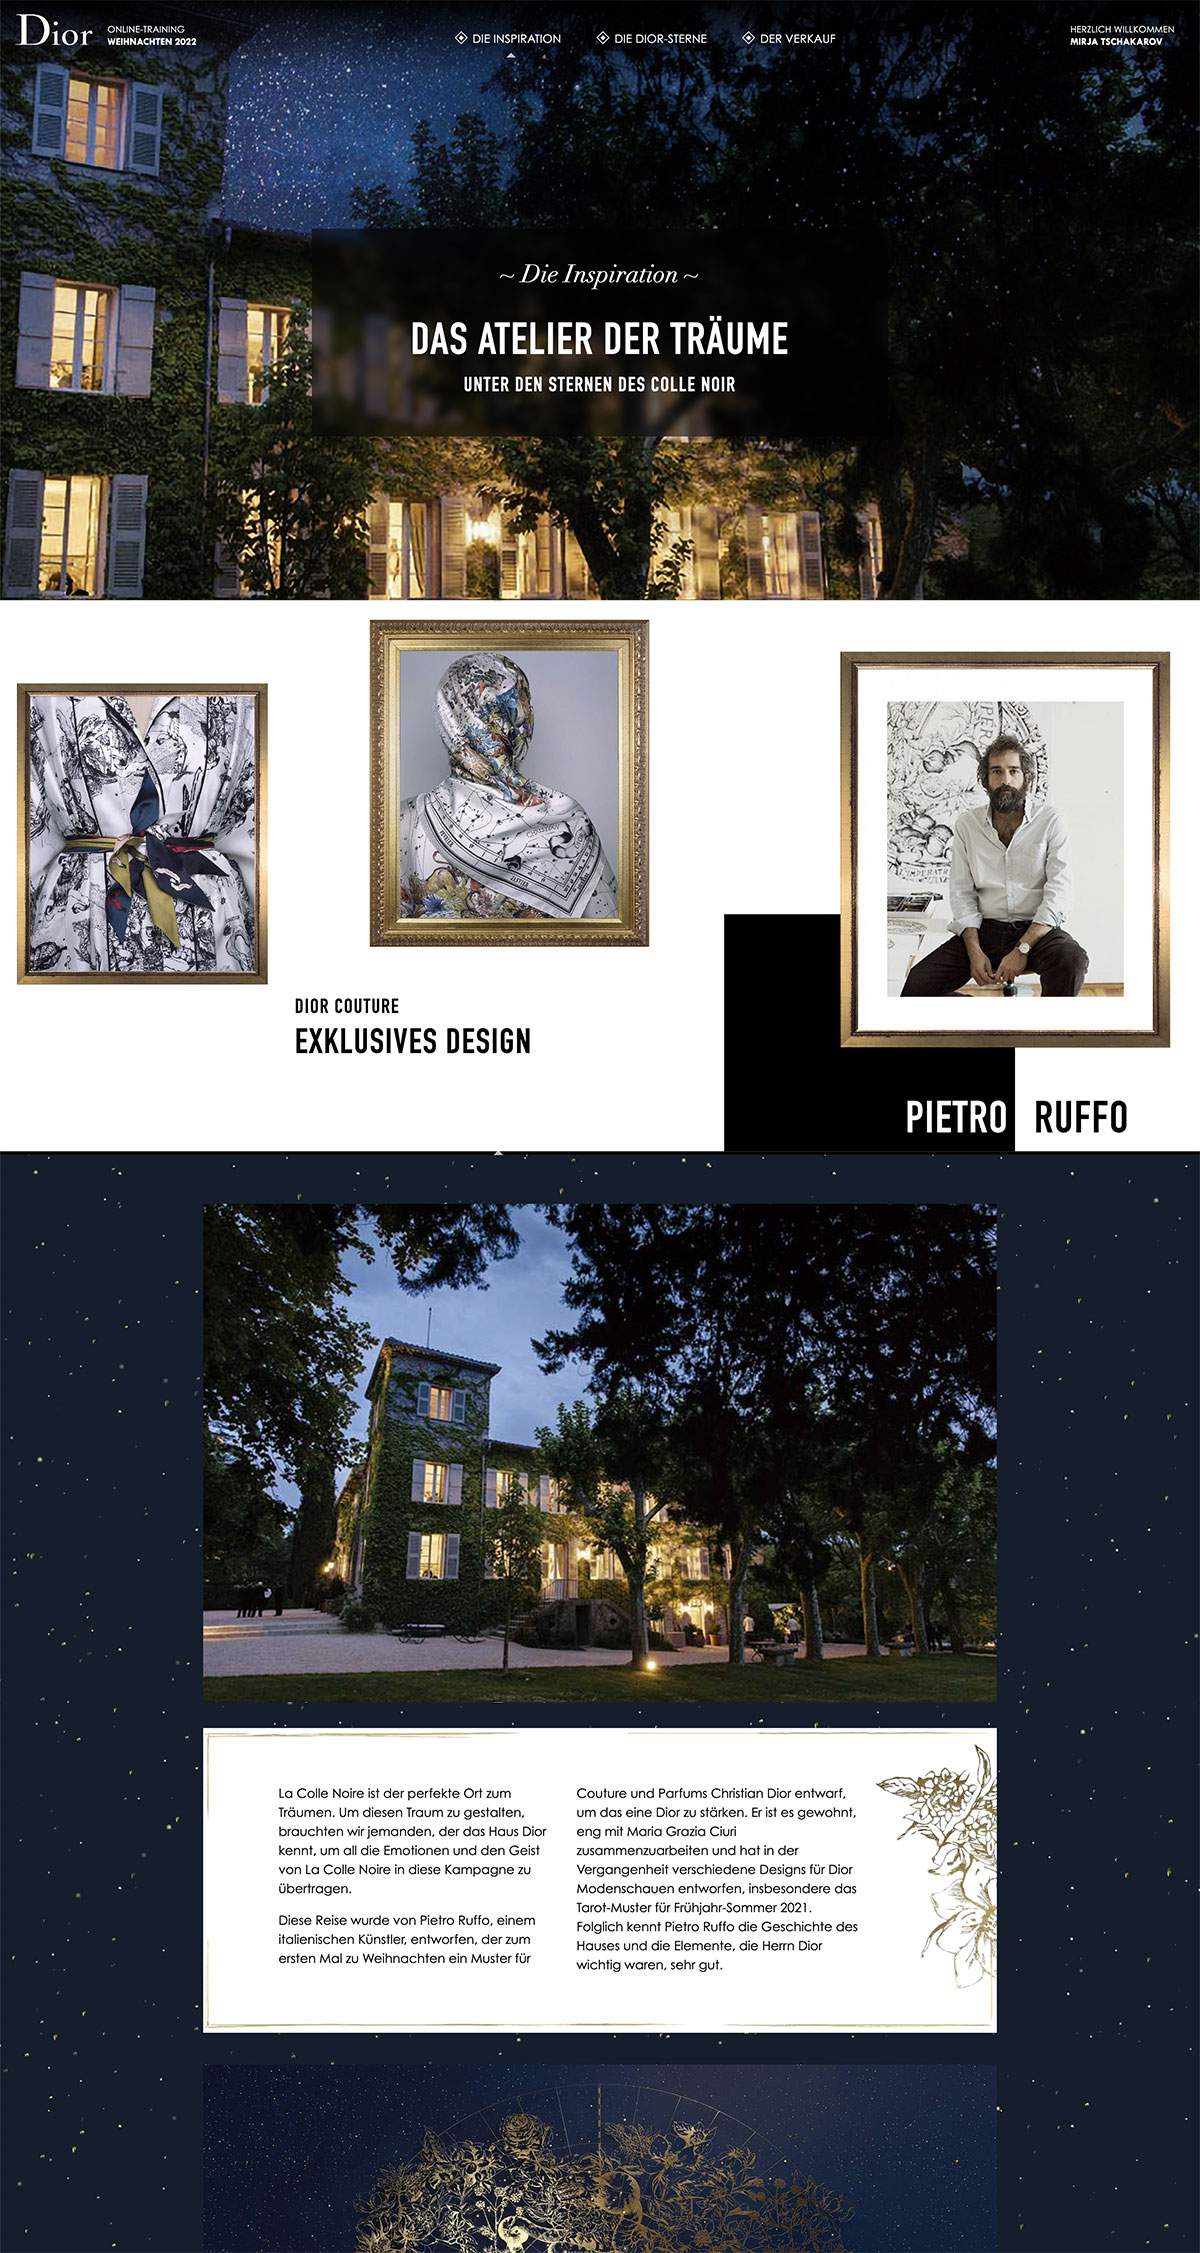 Dior
ONLINE-TRAINING
WEIHNACHTEN 2022
DIE INSPIRATION
DIE DIOR-STERNE
DER VERKAUF
HERZLICH WILLKOMMEN
MIRJA TSCHAKAROV
~ Die Inspiration ~
DAS ATELIER DER TRÄUME
UNTER DEN STERNEN DES COLLE NOIR
JANVIER
DIOR COUTURE
EXKLUSIVES DESIGN
PIETRO RUFFO
La Colle Noire ist der perfekte Ort zum
Träumen. Um diesen Traum zu gestalten,
brauchten wir jemanden, der das Haus Dior
kennt, um all die Emotionen und den Geist
von La Colle Noire in diese Kampagne zu
übertragen.
Diese Reise wurde von Pietro Ruffo, einem
italienischen Künstler, entworfen, der zum
ersten Mal zu Weihnachten ein Muster für
Couture und Parfums Christian Dior entwarf,
um das eine Dior zu stärken. Er ist es gewohnt,
eng mit Maria Grazia Ciuri
zusammenzuarbeiten und hat in der
Vergangenheit verschiedene Designs für Dior
Modenschauen entworfen, insbesondere das
Tarot-Muster für Frühjahr-Sommer 2021.
Folglich kennt Pietro Ruffo die Geschichte des
Hauses und die Elemente, die Herrn Dior
wichtig waren, sehr gut.